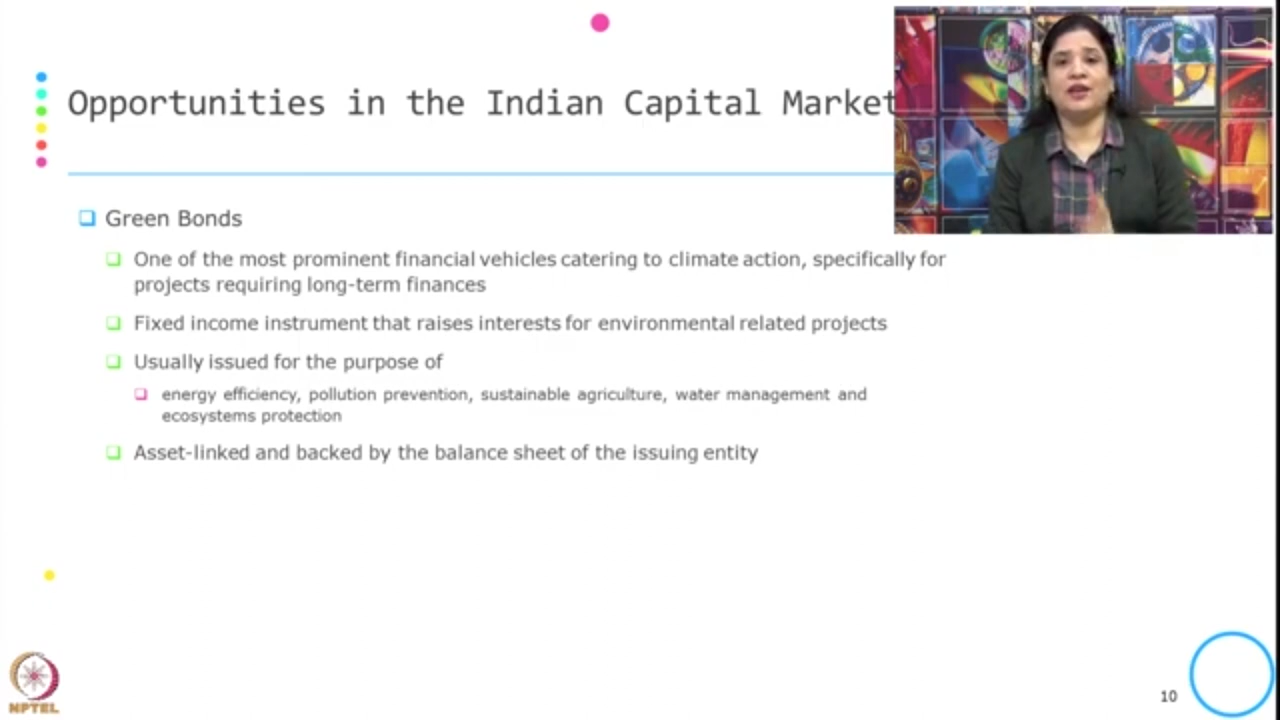 Opportunities in the Indian Capital Market
Green Bonds
One of the most prominent financial vehicles catering to climate action, specifically for
projects requiring long-term finances
Fixed income instrument that raises interests for environmental related projects
Usually issued for the purpose of
energy efficiency, pollution prevention, sustainable agriculture, water management and
ecosystems protection
Asset-linked and backed by the balance sheet of the issuing entity
NPTEL
10